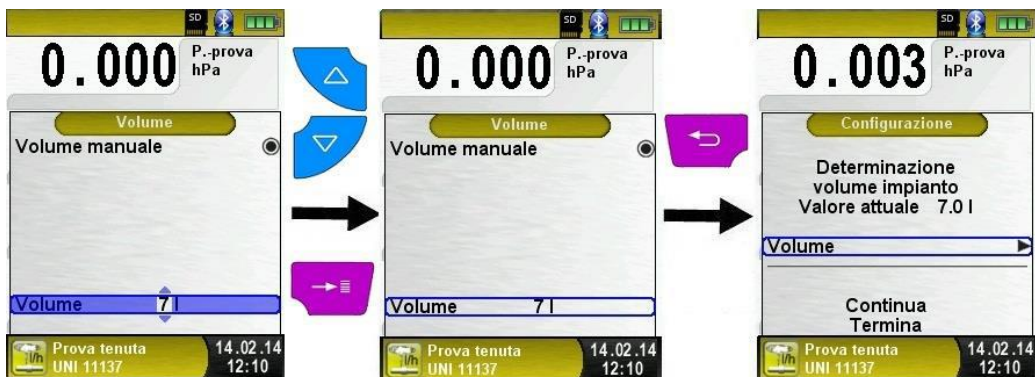 SD
0.000 P.-prova
hPa
Volume
Volume manuale
Volume 7 l
Prova tenuta 14.02.14
UNI 11137 12:10
SD
0.000 P.-prova
hPa
Volume
Volume manuale
Volume 7 l
Prova tenuta 14.02.14
UNI 11137 12:10
SD
0.003 P.-prova
hPa
Configurazione
Determinazione
volume impianto
Valore attuale 7.0 l
Volume
Continua
Termina
Prova tenuta 14.02.14
UNI 11137 12:10